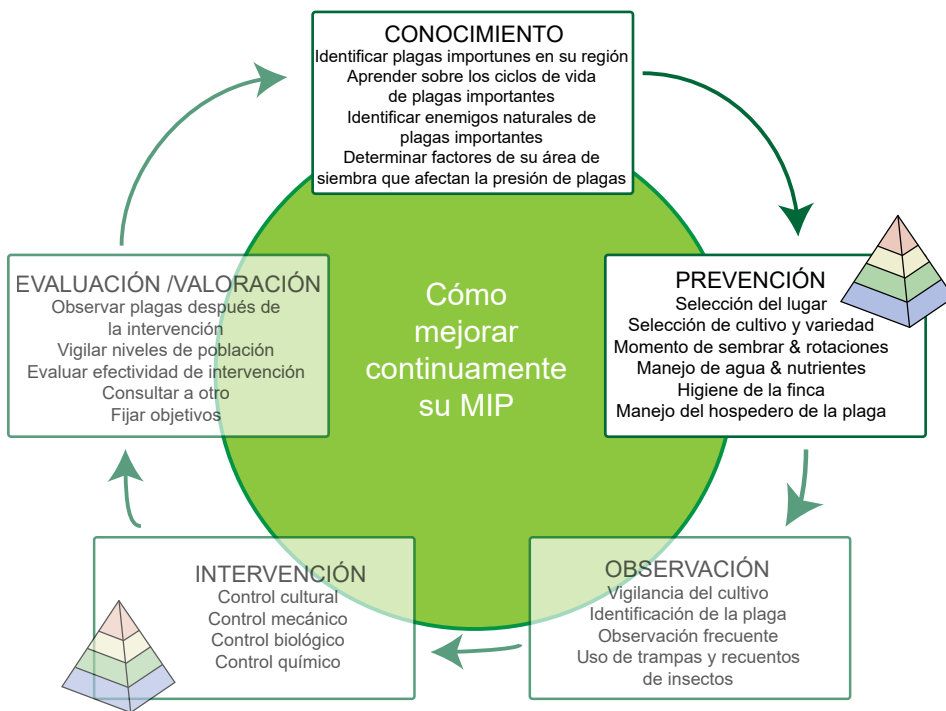 CONOCIMIENTO
Identificar plagas importunes en su región
Aprender sobre los ciclos de vida
de plagas importantes
Identificar enemigos naturales de
plagas importantes
Determinar factores de su área de
siembra que afectan la presión de plagas
PREVENCIÓN
Selección del lugar
Selección de cultivo y variedad
Momento de sembrar & rotaciones
Manejo de agua & nutrientes
Higiene de la finca
Manejo del hospedero de la plaga
OBSERVACIÓN
Vigilancia del cultivo
Identificación de la plaga
Observación frecuente
Uso de trampas y recuentos
de insectos
INTERVENCIÓN
Control cultural
Control mecánico
Control biológico
Control químico
EVALUACIÓN /VALORACIÓN
Observar plagas después de
la intervención
Vigilar niveles de población
Evaluar efectividad de intervención
Consultar a otro
Fijar objetivos
Cómo
mejorar
continuamente
su MIP